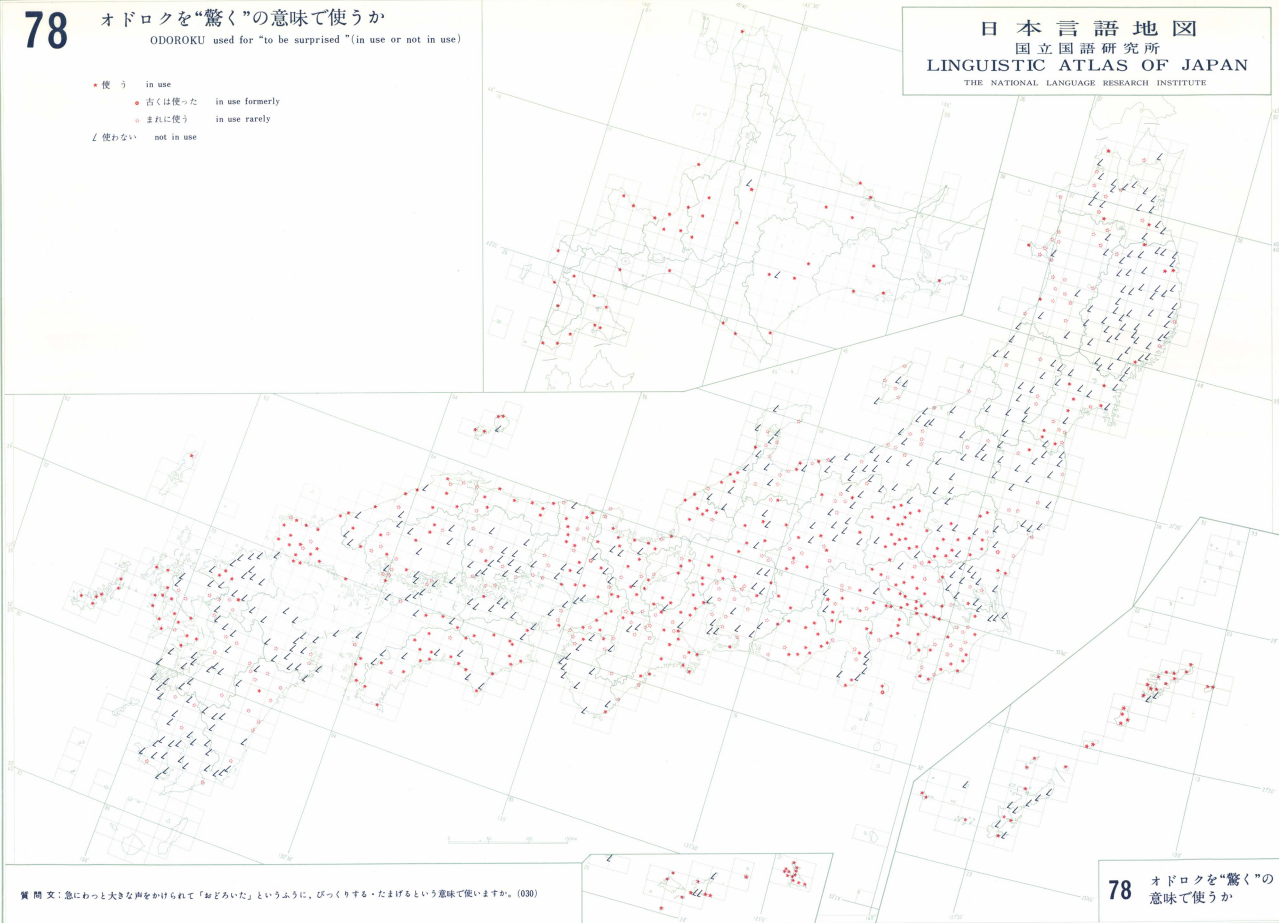 78
オドロクを“驚く”の意味で使うか
ODOROKU used for “to be surprised ”(in use or not in use)
使う in use
古くは使った in use formerly
まれに使う in use rarely
使わない not in use
日本言語地図
国立国語研究所
LINGUISTIC ATLAS OF JAPAN
THE NATIONAL LANGUAGE RESEARCH INSTITUTE
質問文:急にわっと大きな声をかけられて「おどろいた」というふうに、びっくりする・たまげるという意味で使いますか。(030)
78
オドロクを“驚く”の
意味で使うか